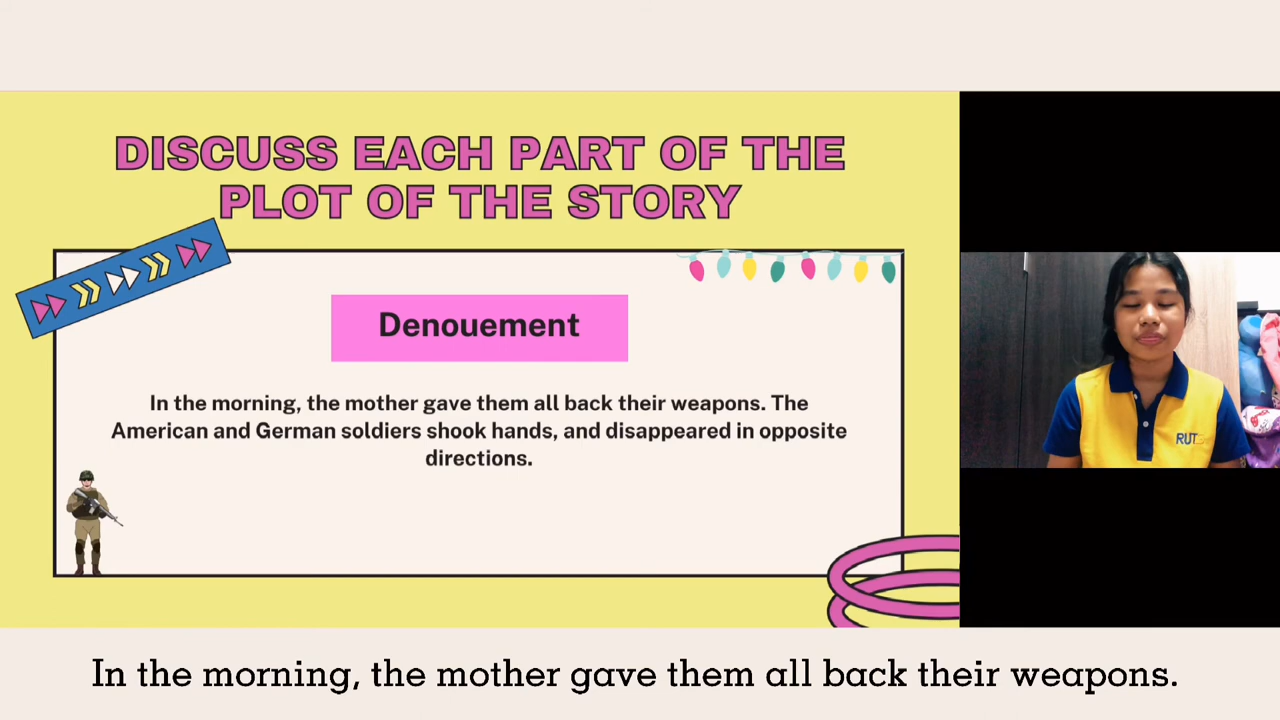 DISCUSS EACH PART OF THE
PLOT OF THE STORY
Denouement
In the morning, the mother gave them all back their weapons. The
American and German soldiers shook hands, and disappeared in opposite
directions.
RUT
In the morning, the mother gave them all back their weapons.